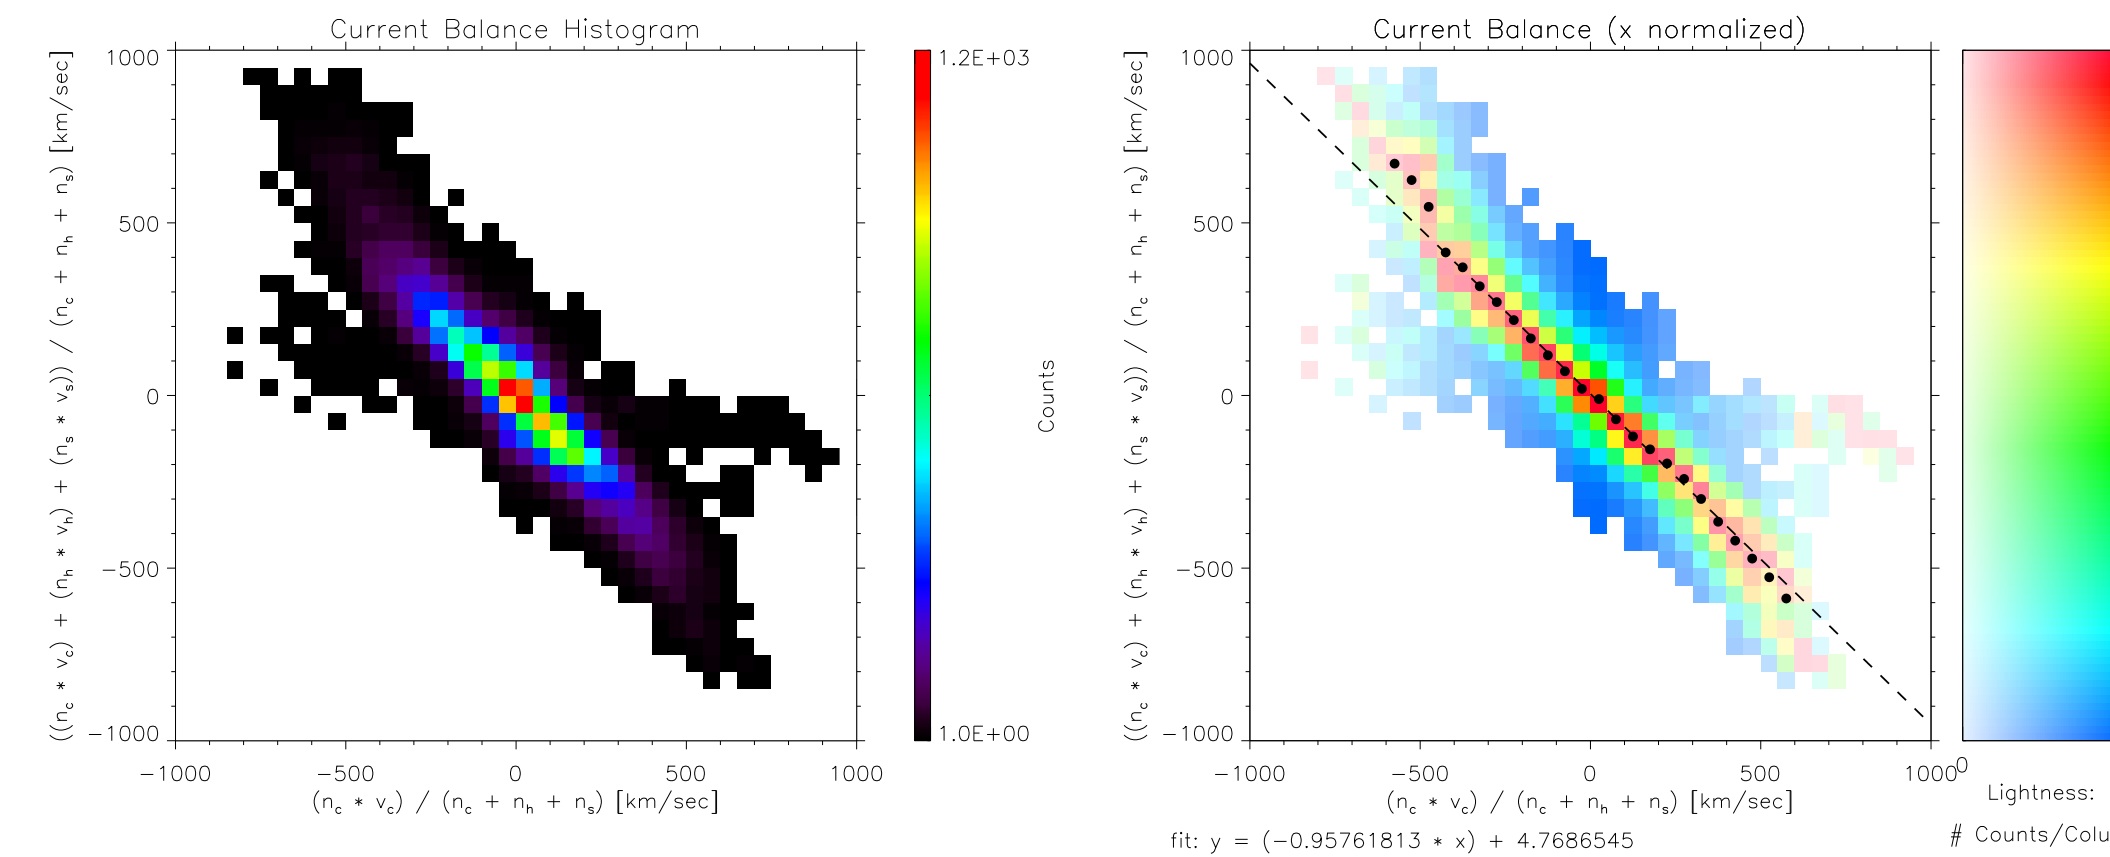 Current Balance Histogram
((n_c * v_c) + (n_h * v_h) + (n_s * v_s)) / (n_c + n_h + n_s) [km/sec]
1000
500
0
−500
−1000
−1000 −500 0 500 1000
(n_c * v_c) / (n_c + n_h + n_s) [km/sec]
1.2E+03
1.0E+00
Counts
Current Balance (x normalized)
((n_c * v_c) + (n_h * v_h) + (n_s * v_s)) / (n_c + n_h + n_s) [km/sec]
1000
500
0
−500
−1000
−1000 −500 0 500 1000
(n_c * v_c) / (n_c + n_h + n_s) [km/sec]
fit: y = (−0.95761813 * x) + 4.7686545
0
Lightness:
# Counts/Colu